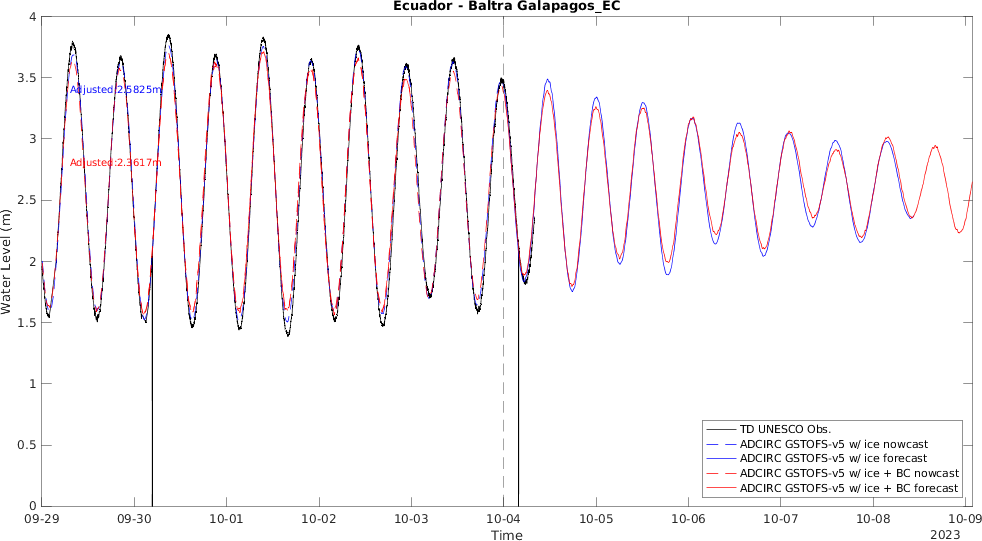 Ecuador - Baltra Galapagos_EC
4
3.5
3
2.5
2
1.5
1
0.5
0
Water Level (m)
Adjusted:2.5825m
Adjusted:2.3617m
TD UNESCO Obs.
ADCIRC GSTOFS-v5 w/ ice nowcast
ADCIRC GSTOFS-v5 w/ ice forecast
ADCIRC GSTOFS-v5 w/ ice + BC nowcast
ADCIRC GSTOFS-v5 w/ ice + BC forecast
09-29 09-30 10-01 10-02 10-03 10-04 10-05 10-06 10-07 10-08 10-09
Time
2023